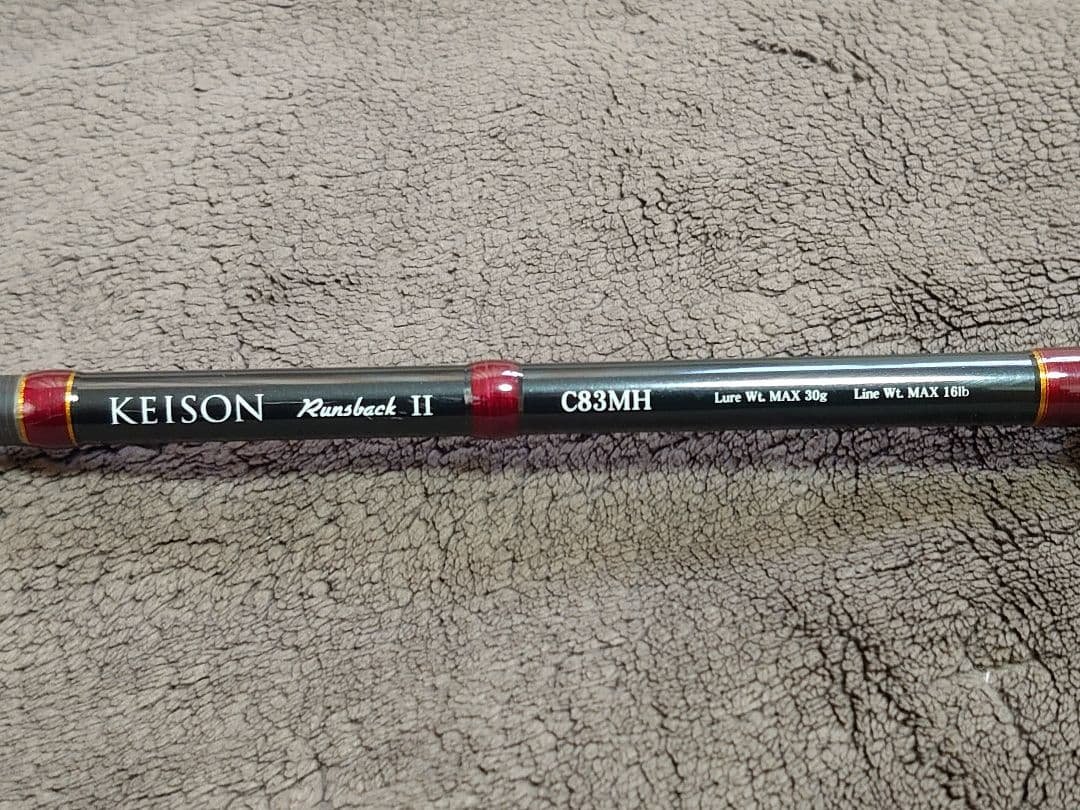 KEISON Runsback II C83MH Lure Wt. MAX 30g Line Wt. MAX 16lb